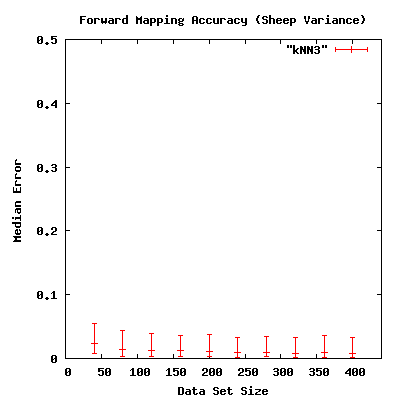 Forward Mapping Accuracy (Sheep Variance)
"kNN3"
0.5
0.4
0.3
0.2
0.1
0
Median Error
0 50 100 150 200 250 300 350 400
Data Set Size